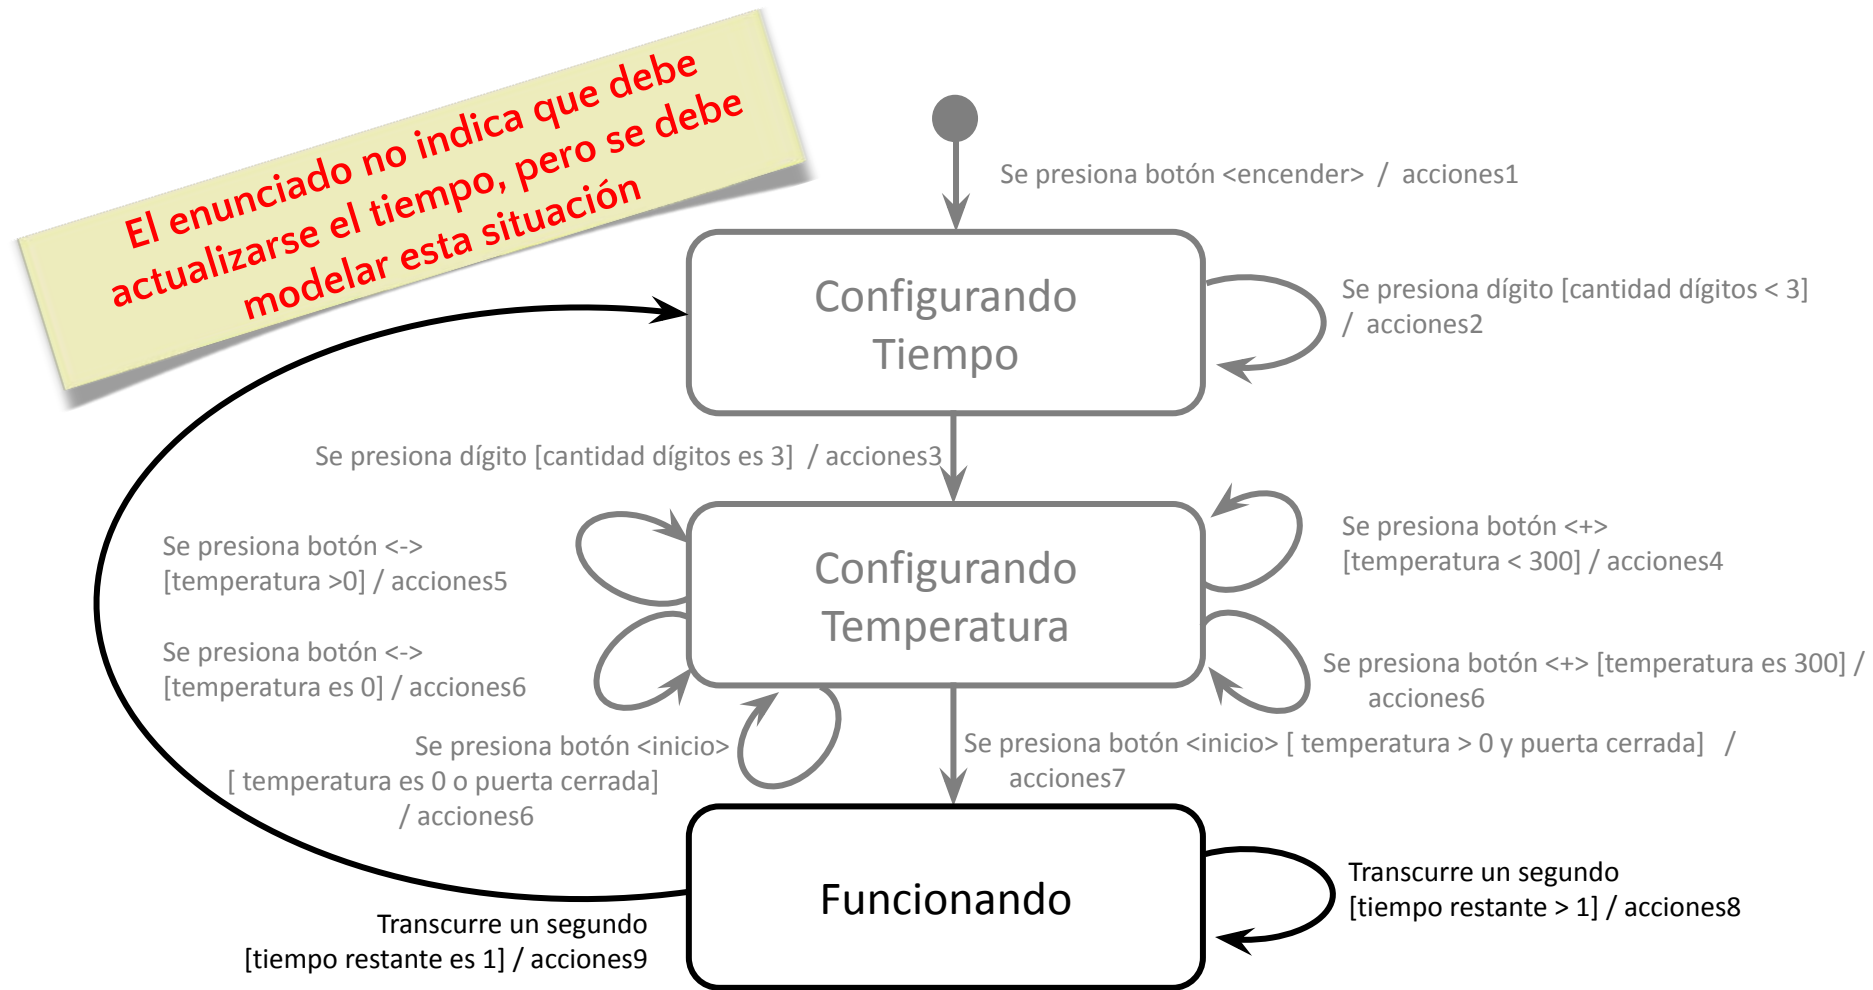 El enunciado no indica que debe
actualizarse el tiempo, pero se debe
modelar esta situación
Se presiona botón <encender> / acciones1
Configurando
Tiempo
Se presiona dígito [cantidad dígitos < 3]
/ acciones2
Se presiona dígito [cantidad dígitos es 3] / acciones3
Se presiona botón <->
[temperatura >0] / acciones5
Configurando
Temperatura
Se presiona botón <+>
[temperatura < 300] / acciones4
Se presiona botón <->
[temperatura es 0] / acciones6
Se presiona botón <+> [temperatura es 300] /
acciones6
Se presiona botón <inicio>
[ temperatura es 0 o puerta cerrada]
/ acciones6
Se presiona botón <inicio> [ temperatura > 0 y puerta cerrada] /
acciones7
Funcionando
Transcurre un segundo
[tiempo restante > 1] / acciones8
Transcurre un segundo
[tiempo restante es 1] / acciones9